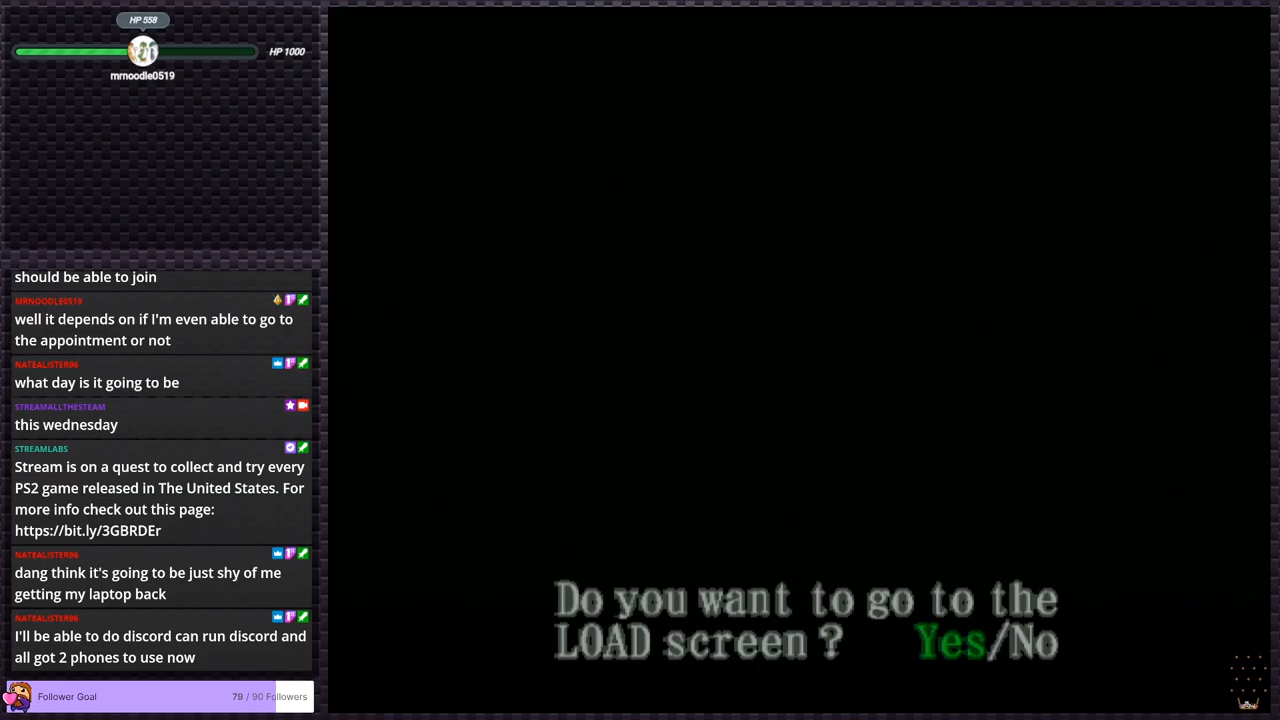 HP 558
HP 1000
mrnoodle0519
should be able to join
MRNOODLE0519
well it depends on if I'm even able to go to
the appointment or not
NATEALISTER96
what day is it going to be
STREAMALLTHESTEAM
this wednesday
STREAMLABS
Stream is on a quest to collect and try every
PS2 game released in The United States. For
more info check out this page:
https://bit.ly/3GBRDEr
NATEALISTER96
dang think it's going to be just shy of me
getting my laptop back
NATEALISTER96
I'll be able to do discord can run discord and
all got 2 phones to use now
Follower Goal
79 / 90 Followers
Do you want to go to the
LOAD screen ? Yes/No